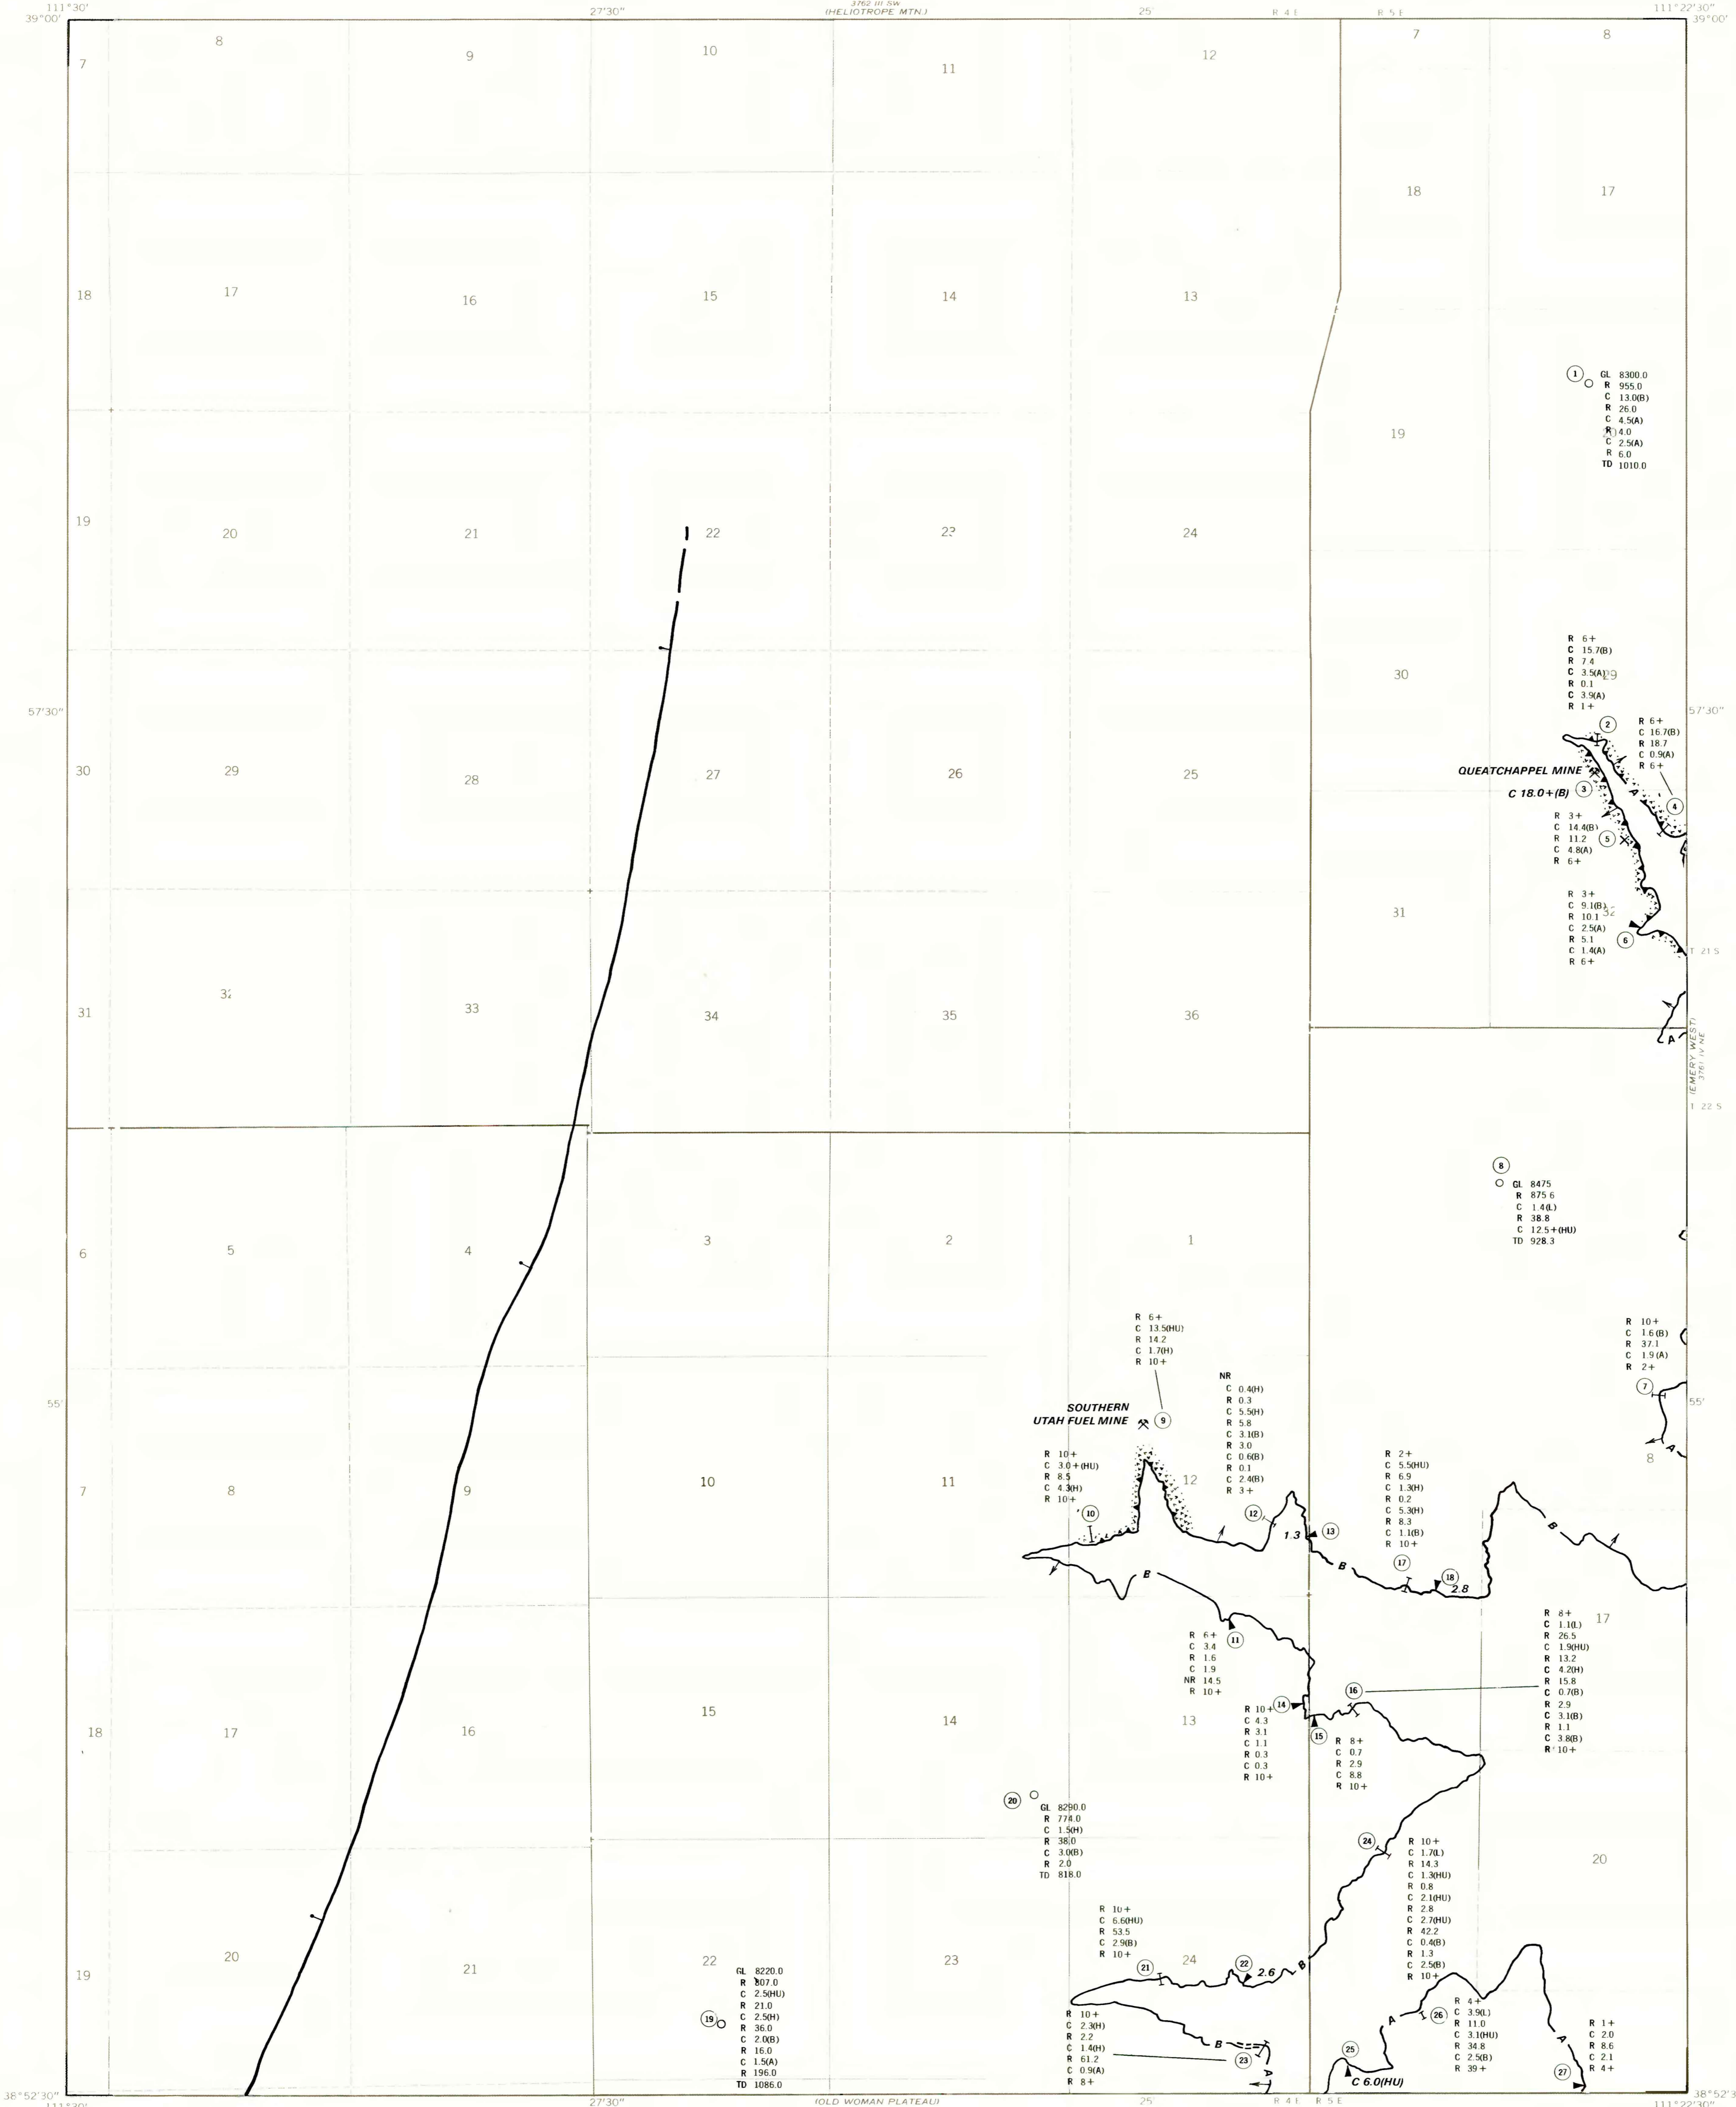 111°30'
39°00'
27'30"
3762 III SW
(HELIOTROPE MTN.)
25'
R 4 E
R 5 E
111°22'30"
39°00'
7
8
9
10
11
12
7
8
18
17
16
15
14
13
18
17
1
GL 8300.0
R 955.0
C 13.0(B)
R 26.0
C 4.5(A)
R 4.0
C 2.5(A)
R 6.0
TD 1010.0
19
20
19
20
21
22
24
R 6+
C 15.7(B)
R 7.4
C 3.5(A)
R 0.1
C 3.9(A)
R 1+
30
29
57'30"
57'30"
2
R 6+
C 16.7(B)
R 18.7
C 0.9(A)
R 6+
30
29
28
27
26
25
QUEATCHAPPEL MINE
C 18.0+(B)
3
A
4
R 3+
C 14.4(B)
R 11.2
C 4.8(A)
R 6+
5
R 3+
C 9.1(B)
R 10.1
C 2.5(A)
R 5.1
C 1.4(A)
R 6+
31
32
6
T 21 S
31
33
34
35
36
A
(EMERY WEST)
3761 IV NE
T 22 S
8
GL 8475
R 875.6
C 1.4(L)
R 38.8
C 12.5+(HU)
TD 928.3
6
5
4
3
2
1
R 6+
C 13.5(HU)
R 14.2
C 1.7(H)
R 10+
R 10+
C 1.6(B)
R 37.1
C 1.9(A)
R 2+
7
A
8
55'
55'
SOUTHERN
UTAH FUEL MINE
9
NR
C 0.4(H)
R 0.3
C 5.5(H)
R 5.8
C 3.1(B)
R 3.0
C 0.6(B)
R 0.1
C 2.4(B)
R 3+
R 10+
C 3.0+(HU)
R 8.5
C 4.3(H)
R 10+
10
R 2+
C 5.5(HU)
R 6.9
C 1.3(H)
R 0.2
C 5.3(H)
R 8.3
C 1.1(B)
R 10+
7
8
9
10
11
12
12
1.3
13
B
17
18
2.8
B
B
R 6+
C 3.4
R 1.6
C 1.9
NR 14.5
R 10+
11
R 8+
C 1.1(L)
R 26.5
C 1.9(HU)
R 13.2
C 4.2(H)
R 15.8
C 0.7(B)
R 2.9
C 3.1(B)
R 1.1
C 3.8(B)
R 10+
17
18
17
16
15
14
13
14
15
16
R 10+
C 4.3
R 3.1
C 1.1
R 0.3
C 0.3
R 10+
R 8+
C 0.7
R 2.9
C 8.8
R 10+
20
GL 8290.0
R 774.0
C 1.5(H)
R 38.0
C 3.0(B)
R 2.0
TD 818.0
24
R 10+
C 1.7(L)
R 14.3
C 1.3(HU)
R 0.8
C 2.1(HU)
R 2.8
C 2.7(HU)
R 42.2
C 0.4(B)
R 1.3
C 2.5(B)
R 10+
20
R 10+
C 6.6(HU)
R 53.5
C 2.9(B)
R 10+
19
20
21
22
23
24
21
22
2.6
B
19
GL 8220.0
R 807.0
C 2.5(HU)
R 21.0
C 2.5(H)
R 36.0
C 2.0(B)
R 16.0
C 1.5(A)
R 196.0
TD 1086.0
R 10+
C 2.3(H)
R 2.2
C 1.4(H)
R 61.2
C 0.9(A)
R 8+
B
23
A
25
C 6.0(HU)
A
26
R 4+
C 3.9(L)
R 11.0
C 3.1(HU)
R 34.8
C 2.5(B)
R 39+
A
27
R 1+
C 2.0
R 8.6
C 2.1
R 4+
38°52'30"
27'30"
(OLD WOMAN PLATEAU)
25'
R 4 E
R 5 E
111°22'30"